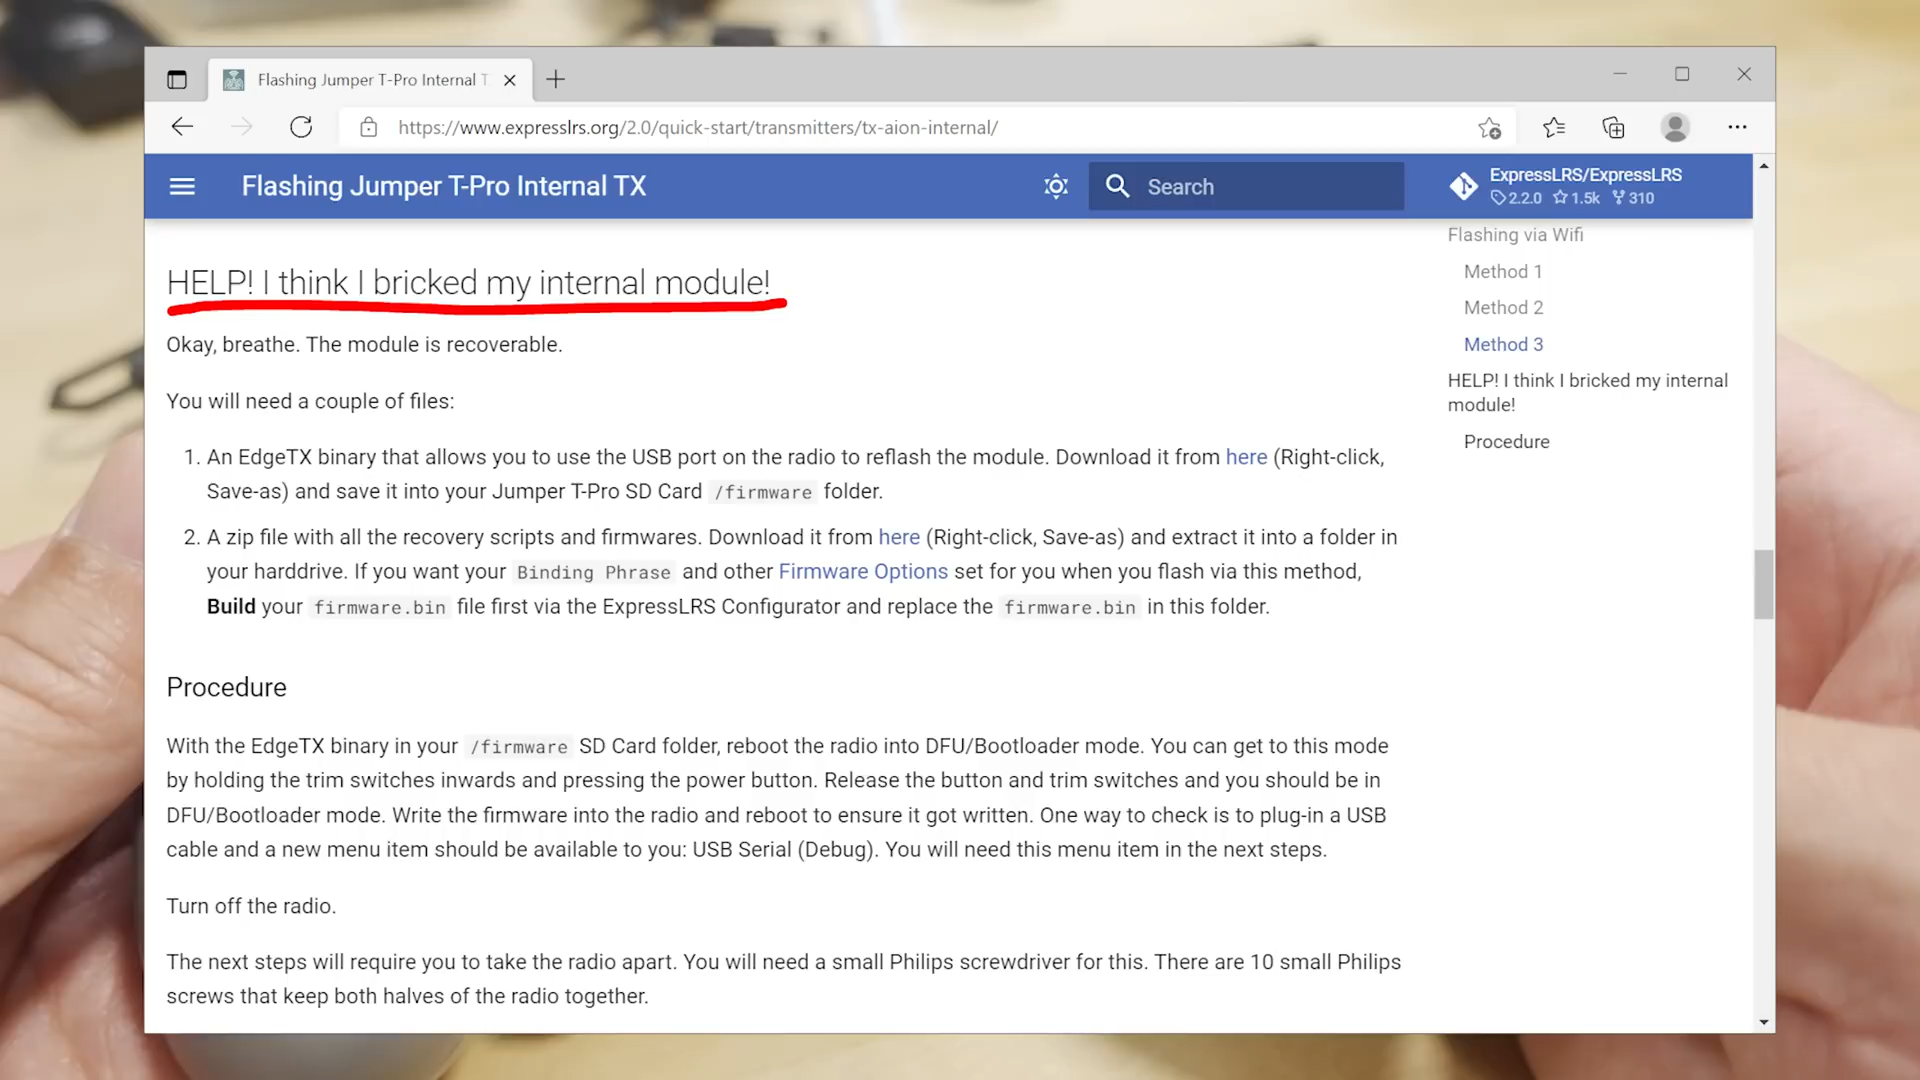 Flashing Jumper T-Pro Internal T
https://www.expresslrs.org/2.0/quick-start/transmitters/tx-aion-internal/
Flashing Jumper T-Pro Internal TX
Search
ExpressLRS/ExpressLRS
2.2.0 1.5k 310
HELP! I think I bricked my internal module!
Okay, breathe. The module is recoverable.
You will need a couple of files:
1. An EdgeTX binary that allows you to use the USB port on the radio to reflash the module. Download it from here (Right-click,
Save-as) and save it into your Jumper T-Pro SD Card /firmware folder.
2. A zip file with all the recovery scripts and firmwares. Download it from here (Right-click, Save-as) and extract it into a folder in
your harddrive. If you want your Binding Phrase and other Firmware Options set for you when you flash via this method,
Build your firmware.bin file first via the ExpressLRS Configurator and replace the firmware.bin in this folder.
Procedure
With the EdgeTX binary in your /firmware SD Card folder, reboot the radio into DFU/Bootloader mode. You can get to this mode
by holding the trim switches inwards and pressing the power button. Release the button and trim switches and you should be in
DFU/Bootloader mode. Write the firmware into the radio and reboot to ensure it got written. One way to check is to plug-in a USB
cable and a new menu item should be available to you: USB Serial (Debug). You will need this menu item in the next steps.
Turn off the radio.
The next steps will require you to take the radio apart. You will need a small Philips screwdriver for this. There are 10 small Philips
screws that keep both halves of the radio together.
Flashing via Wifi
Method 1
Method 2
Method 3
HELP! I think I bricked my internal
module!
Procedure